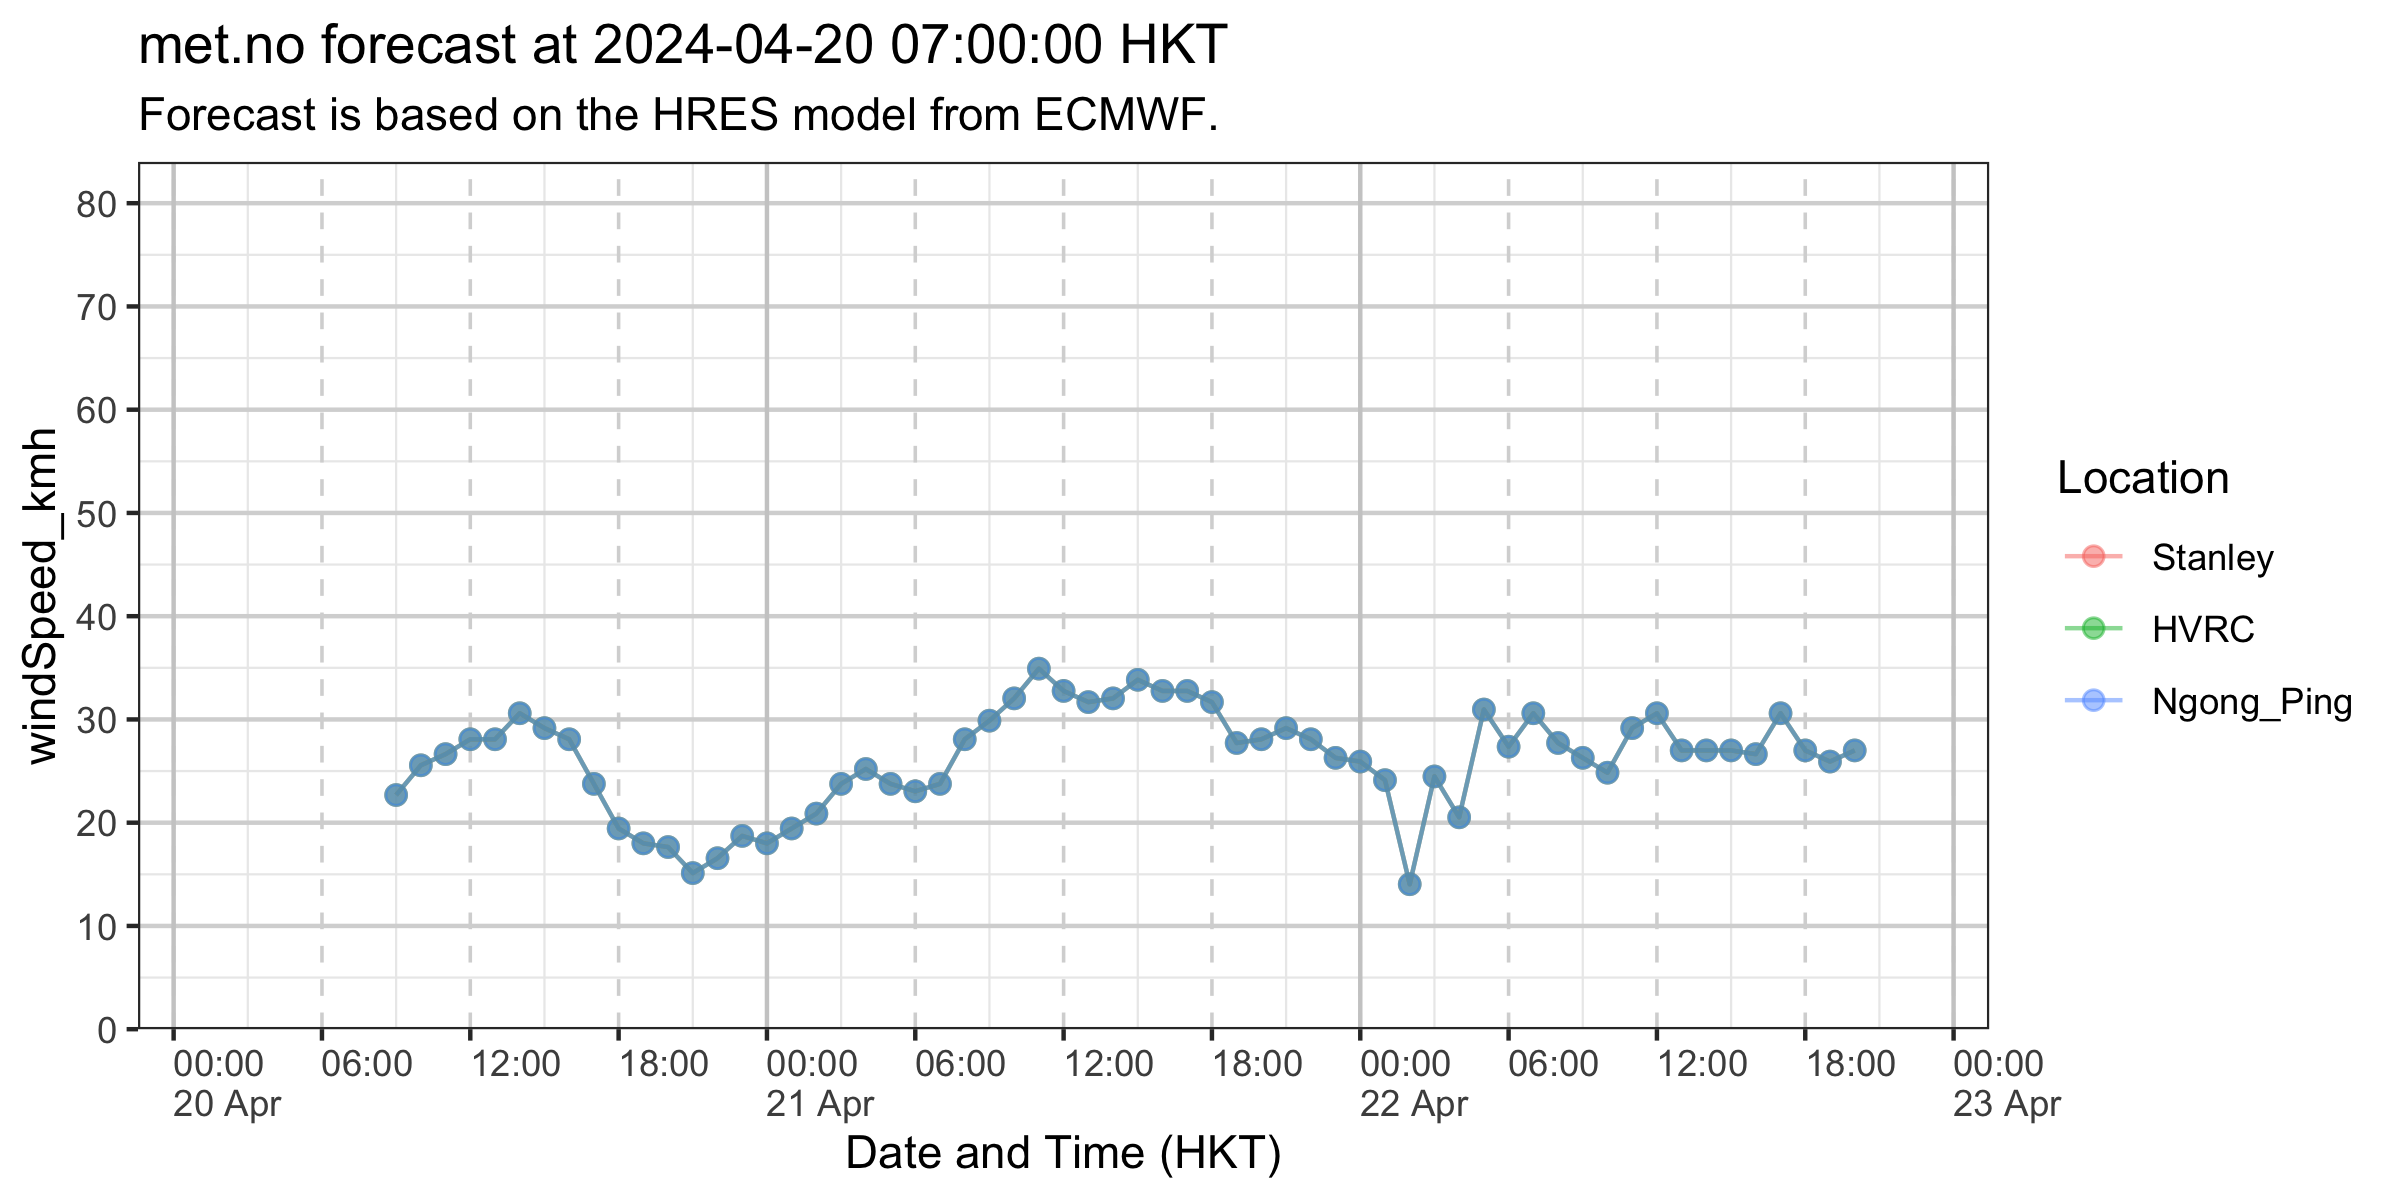 met.no forecast at 2024-04-20 07:00:00 HKT
Forecast is based on the HRES model from ECMWF.
windSpeed_kmh
80
70
60
50
40
30
20
10
0
00:00 06:00 12:00 18:00 00:00 06:00 12:00 18:00 00:00 06:00 12:00 18:00 00:00
20 Apr 21 Apr 22 Apr 23 Apr
Date and Time (HKT)
Location
Stanley
HVRC
Ngong_Ping